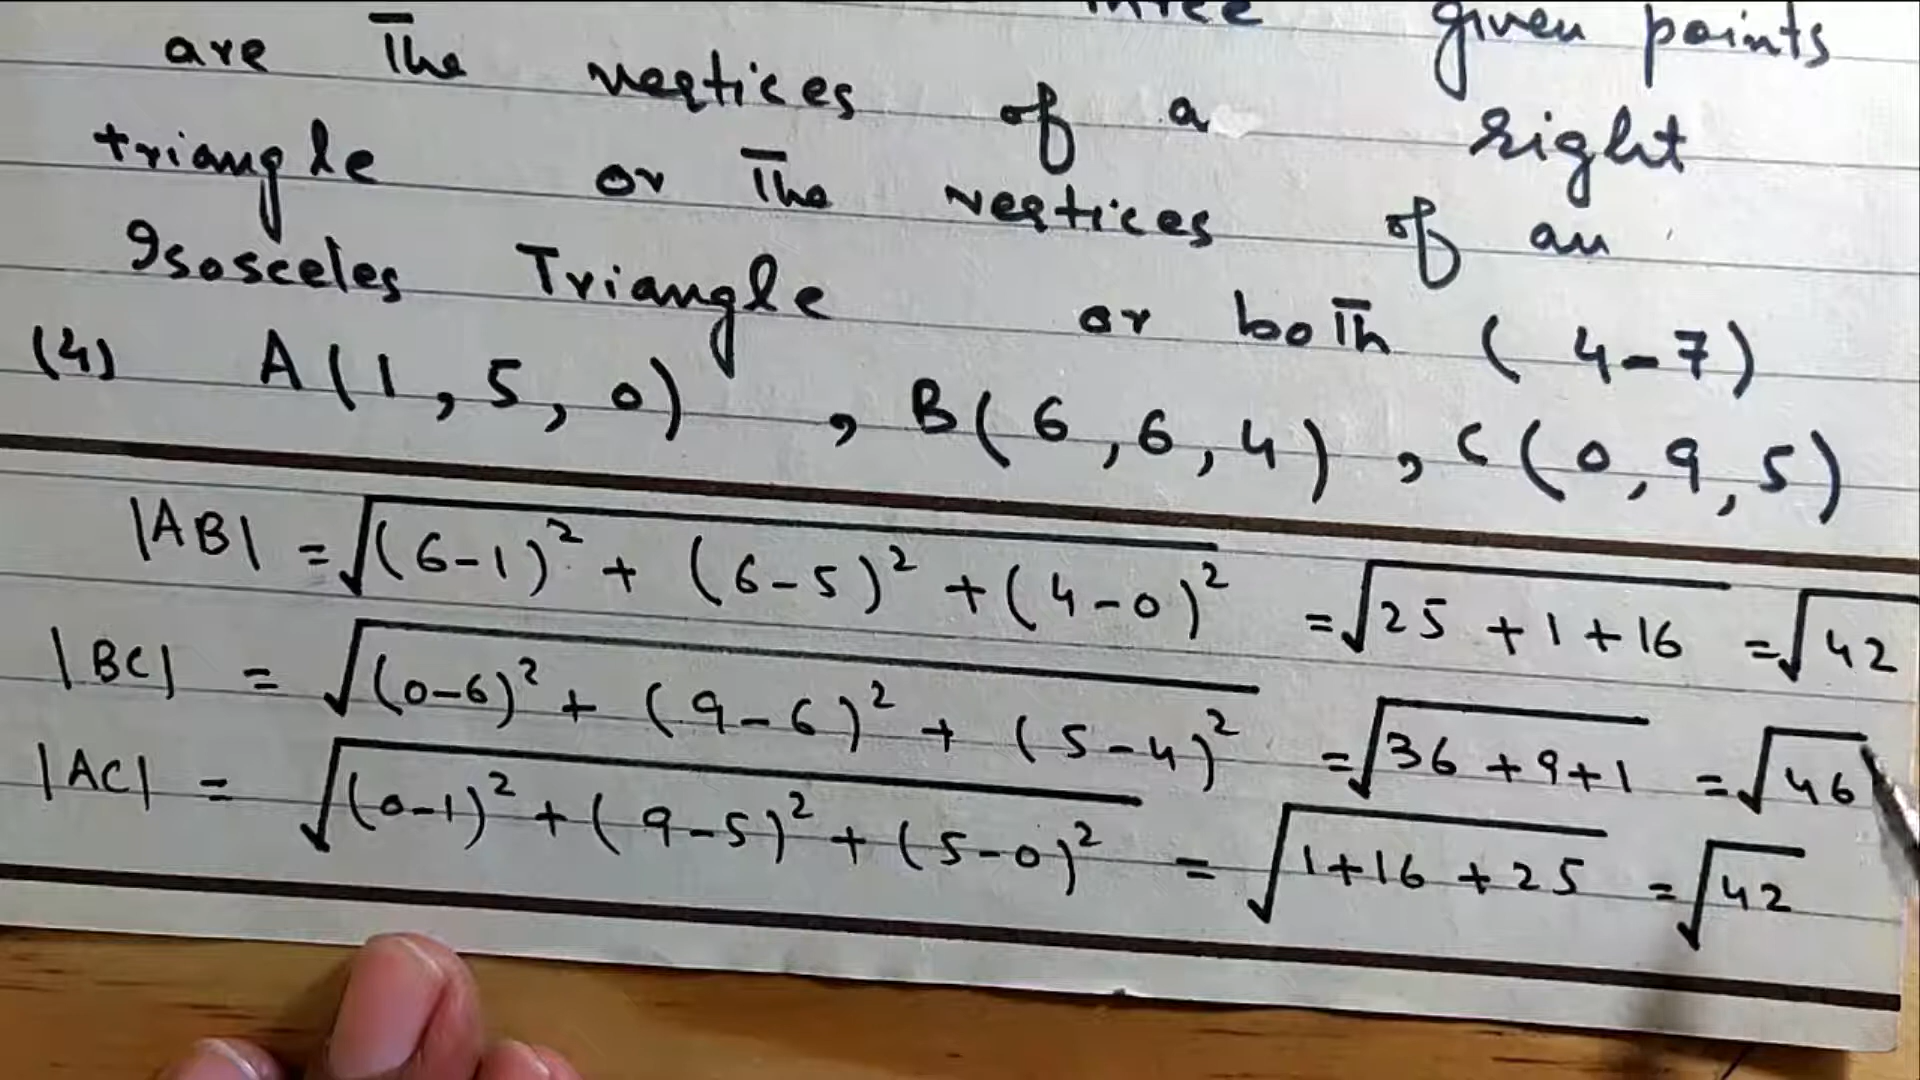 given points
are The vertices of a right
triangle or The vertices of an
Isosceles Triangle or both (4-7)
(4) A(1,5,0), B(6,6,4), C(0,9,5)
|AB| = √(6-1)² + (6-5)² + (4-0)² = √25 + 1 + 16 = √42
|BC| = √(0-6)² + (9-6)² + (5-4)² = √36 + 9 + 1 = √46
|AC| = √(0-1)² + (9-5)² + (5-0)² = √1 + 16 + 25 = √42